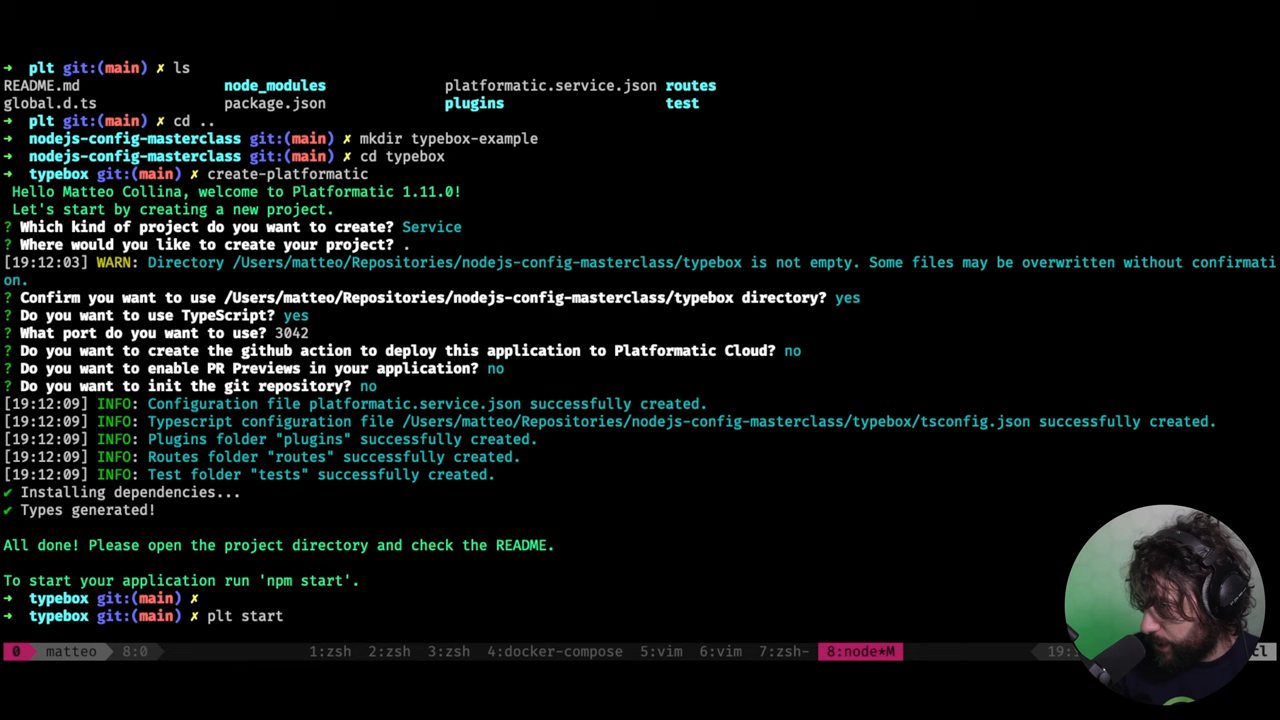 ➜  plt git:(main) ✗ ls
README.md node_modules platformatic.service.json routes
global.d.ts package.json plugins test
➜  plt git:(main) ✗ cd ..
➜  nodejs-config-masterclass git:(main) ✗ mkdir typebox-example
➜  nodejs-config-masterclass git:(main) ✗ cd typebox
➜  typebox git:(main) ✗ create-platformatic
Hello Matteo Collina, welcome to Platformatic 1.11.0!
Let's start by creating a new project.
? Which kind of project do you want to create? Service
? Where would you like to create your project? .
[19:12:03] WARN: Directory /Users/matteo/Repositories/nodejs-config-masterclass/typebox is not empty. Some files may be overwritten without confirmati
on.
? Confirm you want to use /Users/matteo/Repositories/nodejs-config-masterclass/typebox directory? yes
? Do you want to use TypeScript? yes
? What port do you want to use? 3042
? Do you want to create the github action to deploy this application to Platformatic Cloud? no
? Do you want to enable PR Previews in your application? no
? Do you want to init the git repository? no
[19:12:09] INFO: Configuration file platformatic.service.json successfully created.
[19:12:09] INFO: Typescript configuration file /Users/matteo/Repositories/nodejs-config-masterclass/typebox/tsconfig.json successfully created.
[19:12:09] INFO: Plugins folder "plugins" successfully created.
[19:12:09] INFO: Routes folder "routes" successfully created.
[19:12:09] INFO: Test folder "tests" successfully created.
✔ Installing dependencies...
✔ Types generated!
All done! Please open the project directory and check the README.
To start your application run 'npm start'.
➜  typebox git:(main) ✗
➜  typebox git:(main) ✗ plt start
0 matteo 8:0 1:zsh 2:zsh 3:zsh 4:docker-compose 5:vim 6:vim 7:zsh- 8:node*M